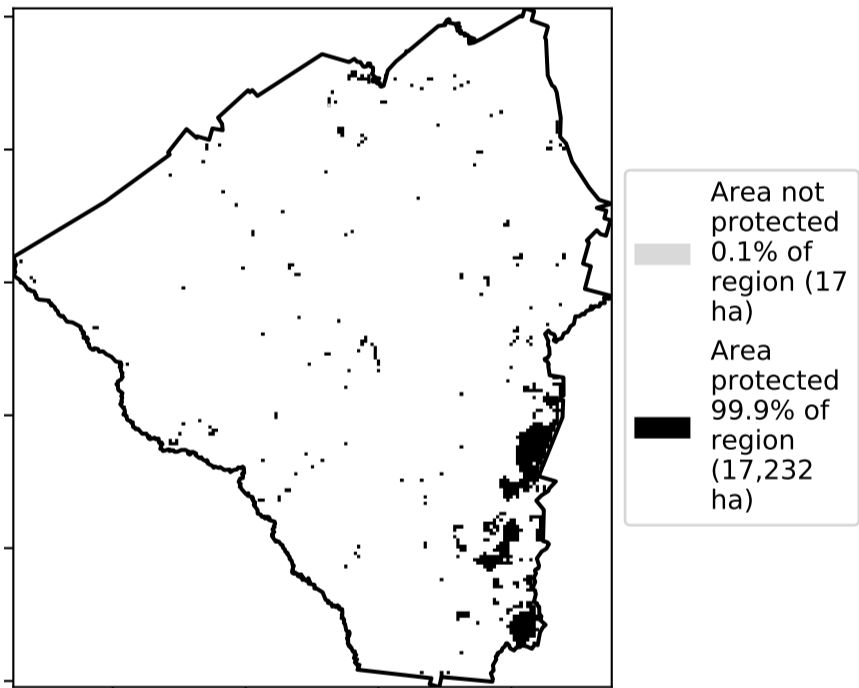 Area not
protected
0.1% of
region (17
ha)
Area
protected
99.9% of
region
(17,232
ha)